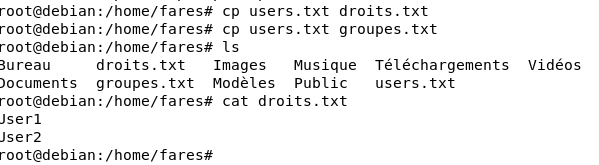 root@debian:/home/fares# cp users.txt droits.txt
root@debian:/home/fares# cp users.txt groupes.txt
root@debian:/home/fares# ls
Bureau droits.txt Images Musique Téléchargements Vidéos
Documents groupes.txt Modèles Public users.txt
root@debian:/home/fares# cat droits.txt
User1
User2
root@debian:/home/fares#